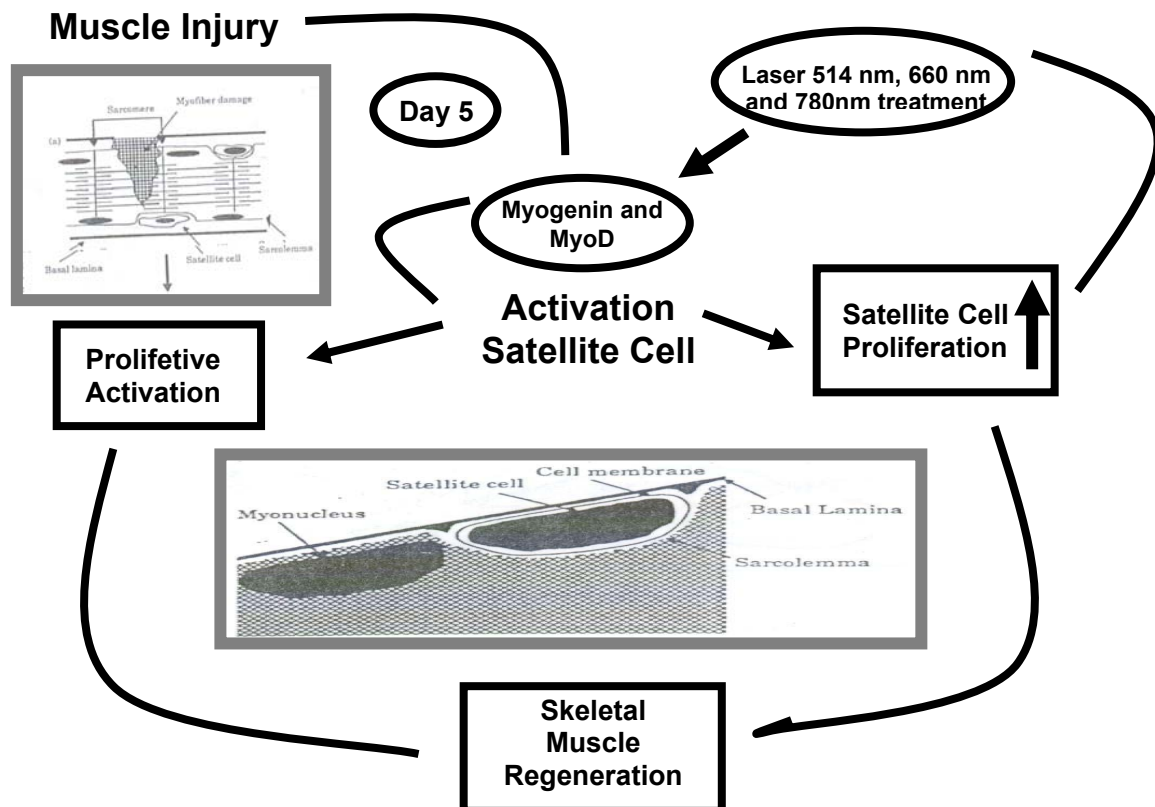 Muscle Injury
Sarcomere
Myofiber damage
(a)
Basal lamina
Satellite cell
Sarcolemma
Day 5
Laser 514 nm, 660 nm
and 780nm treatment
Myogenin and
MyoD
Activation
Satellite Cell
Prolifetive
Activation
Satellite Cell
Proliferation
Cell membrane
Satellite cell
Myonucleus
Basal Lamina
Sarcolemma
Skeletal
Muscle
Regeneration